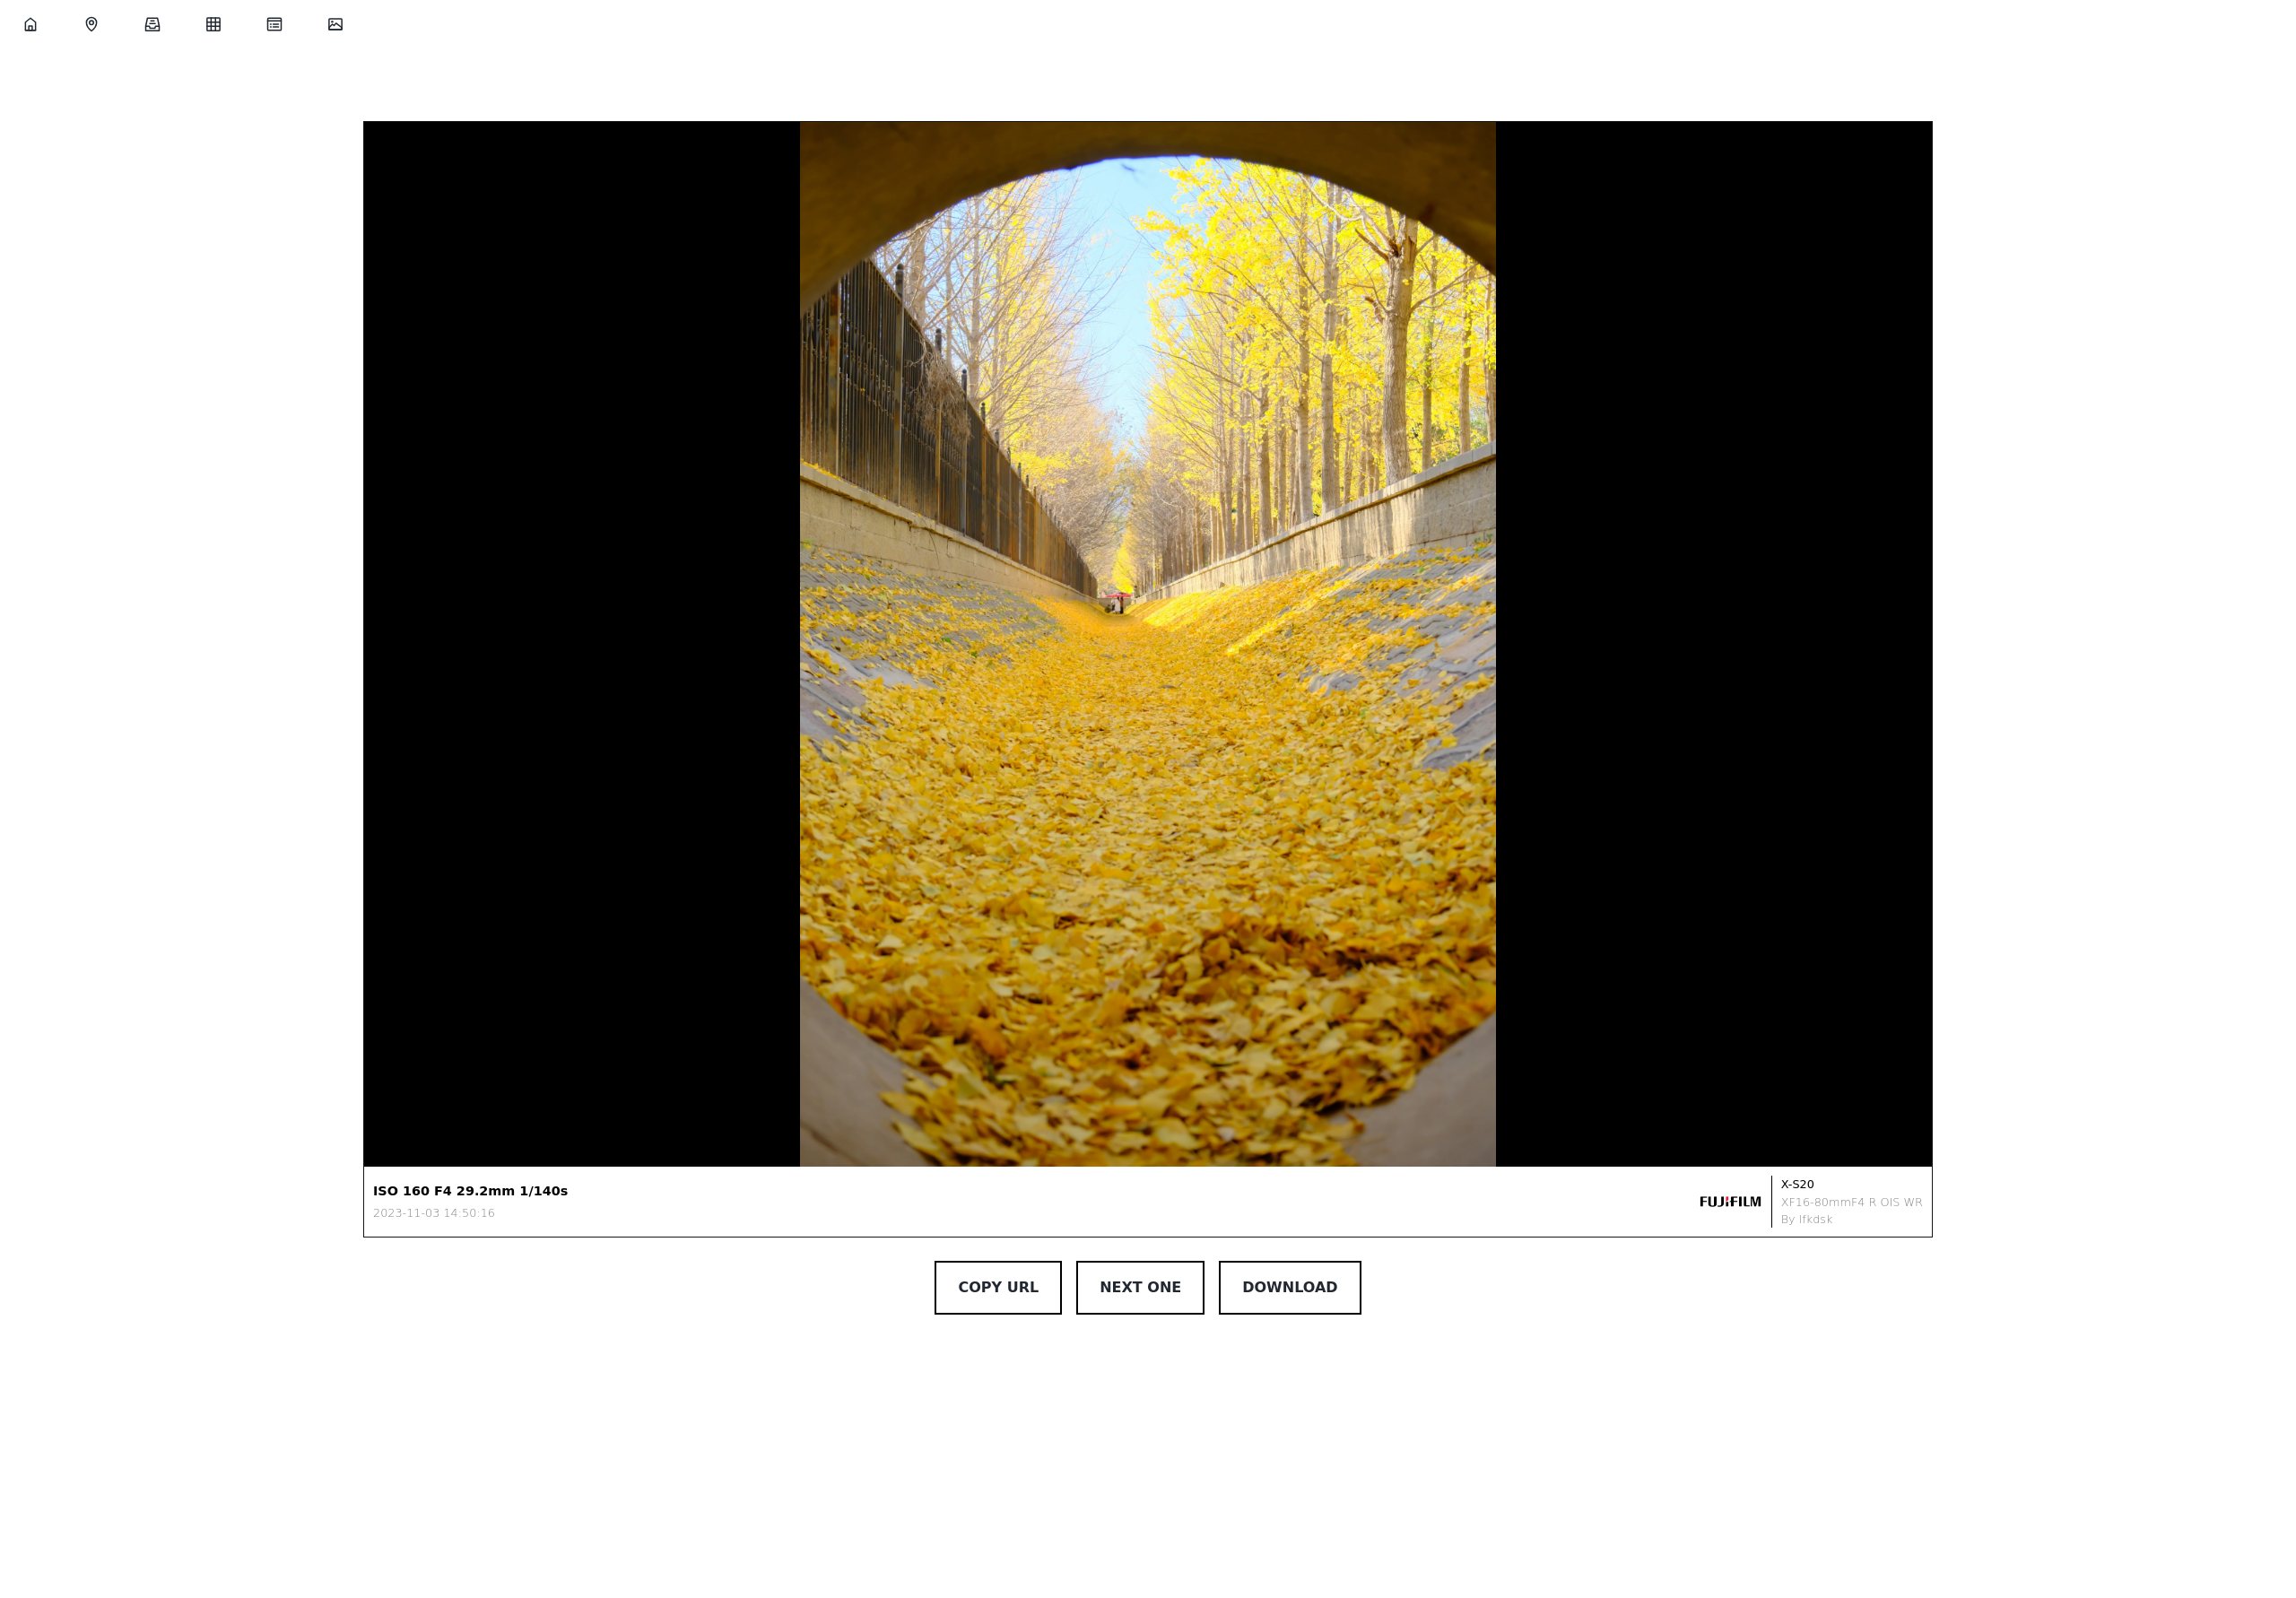 ISO 160 F4 29.2mm 1/140s
2023-11-03 14:50:16
FUJIFILM
X-S20
XF16-80mmF4 R OIS WR
By lfkdsk
COPY URL
NEXT ONE
DOWNLOAD